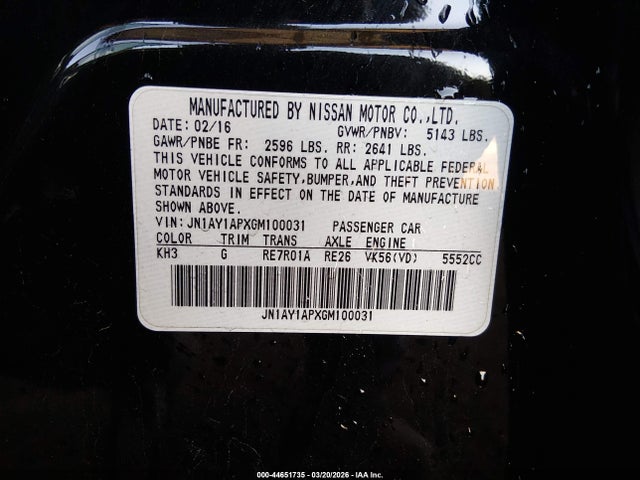 MANUFACTURED BY NISSAN MOTOR CO.,LTD.
DATE: 02/16 GVWR/PNBV: 5143 LBS.
GAWR/PNBE FR: 2596 LBS. RR: 2641 LBS.
THIS VEHICLE CONFORMS TO ALL APPLICABLE FEDERAL
MOTOR VEHICLE SAFETY,BUMPER,AND THEFT PREVENTION
STANDARDS IN EFFECT ON THE DATE OF MANUFACTURE
SHOWN ABOVE.
VIN: JN1AY1APXGM100031 PASSENGER CAR
COLOR TRIM TRANS AXLE ENGINE
KH3 G RE7R01A RE26 VK56(VD) 5552CC
JN1AY1APXGM100031
000-44651735 - 03/20/2026 - IAA Inc.